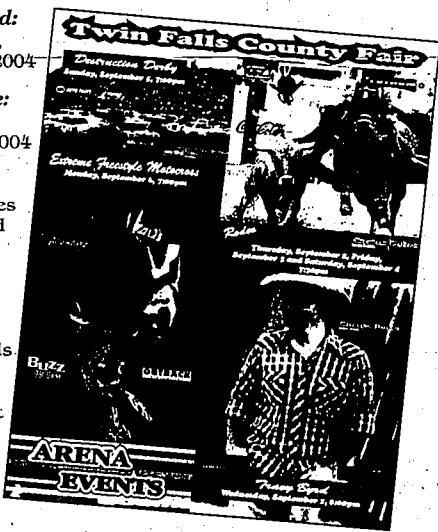 d:
2004
e:
004
es
d
ls
t
Twin Falls County Fair
Destruction Derby
Sunday, September 5, 7:00pm
Extreme Freestyle Motocross
Monday, September 6, 7:00pm
Coca-Cola
Rodeo
Thursday, September 2, Friday,
September 3 and Saturday, September 4
7:30pm
BUZZ
OUTBACK
ARENA
EVENTS
Tracy Byrd
Wednesday, September 1, 8:00pm